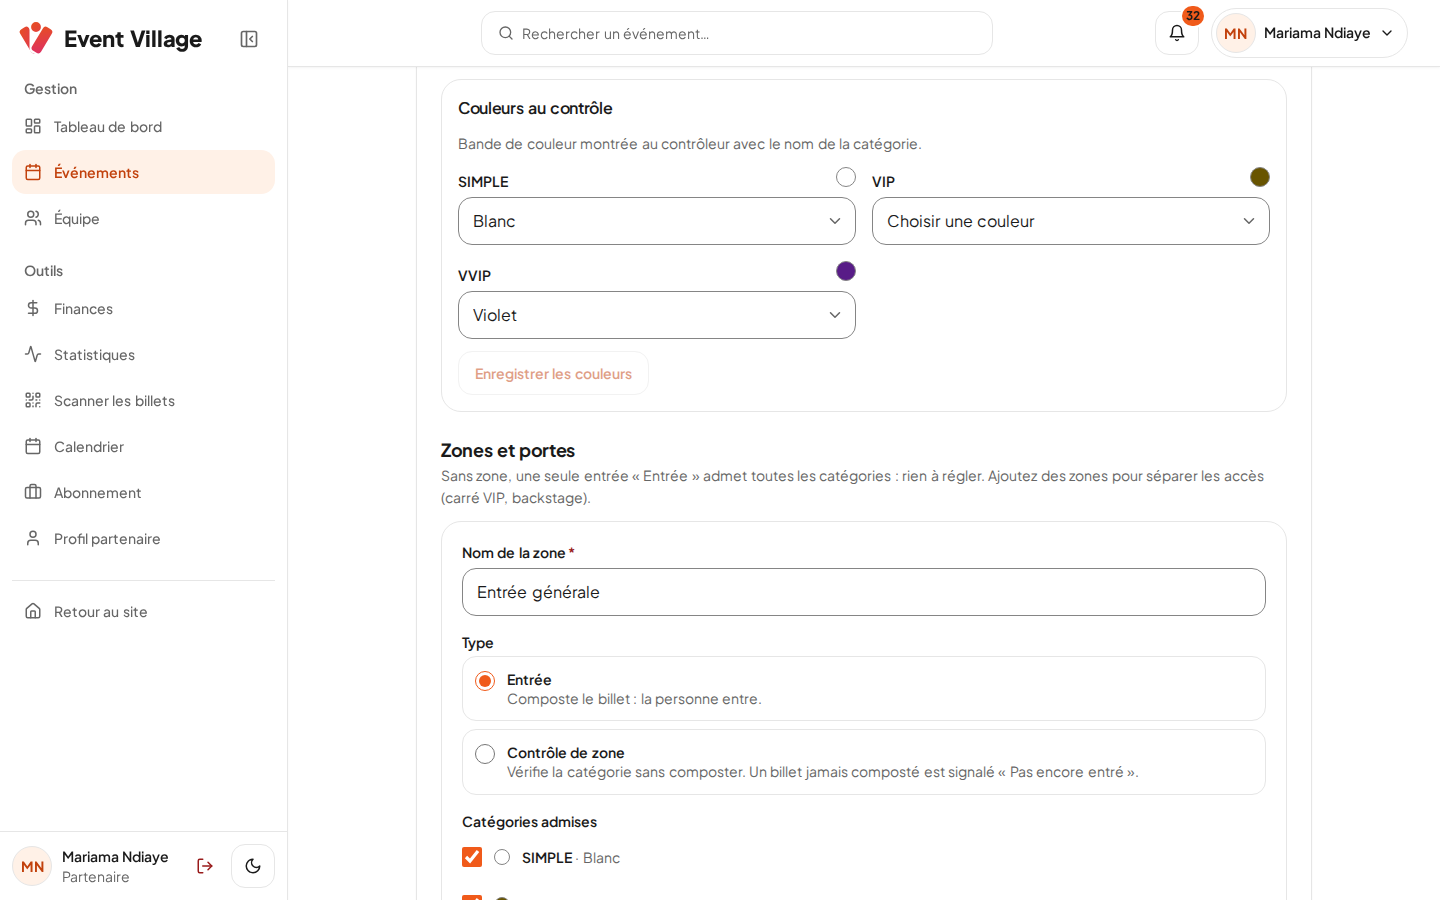 Event Village
Rechercher un événement…
32
MN
Mariama Ndiaye
Gestion
Tableau de bord
Événements
Équipe
Outils
Finances
Statistiques
Scanner les billets
Calendrier
Abonnement
Profil partenaire
Retour au site
MN
Mariama Ndiaye
Partenaire
Couleurs au contrôle
Bande de couleur montrée au contrôleur avec le nom de la catégorie.
SIMPLE
Blanc
VIP
Choisir une couleur
VVIP
Violet
Enregistrer les couleurs
Zones et portes
Sans zone, une seule entrée « Entrée » admet toutes les catégories : rien à régler. Ajoutez des zones pour séparer les accès
(carré VIP, backstage).
Nom de la zone *
Entrée générale
Type
Entrée
Composte le billet : la personne entre.
Contrôle de zone
Vérifie la catégorie sans composter. Un billet jamais composté est signalé « Pas encore entré ».
Catégories admises
SIMPLE · Blanc